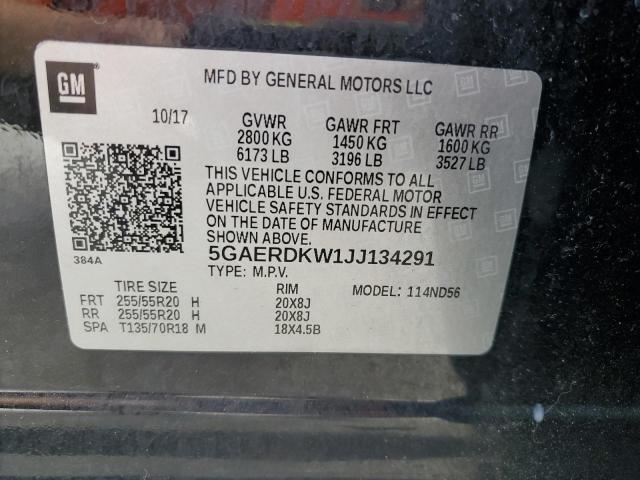 GM
MFD BY GENERAL MOTORS LLC
10/17 GVWR GAWR FRT GAWR RR
2800 KG 1450 KG 1600 KG
6173 LB 3196 LB 3527 LB
THIS VEHICLE CONFORMS TO ALL
APPLICABLE U.S. FEDERAL MOTOR
VEHICLE SAFETY STANDARDS IN EFFECT
ON THE DATE OF MANUFACTURE
SHOWN ABOVE.
384A
5GAERDKW1JJ134291
TYPE: M.P.V.
TIRE SIZE RIM MODEL: 114ND56
FRT 255/55R20 H 20X8J
RR 255/55R20 H 20X8J
SPA T135/70R18 M 18X4.5B